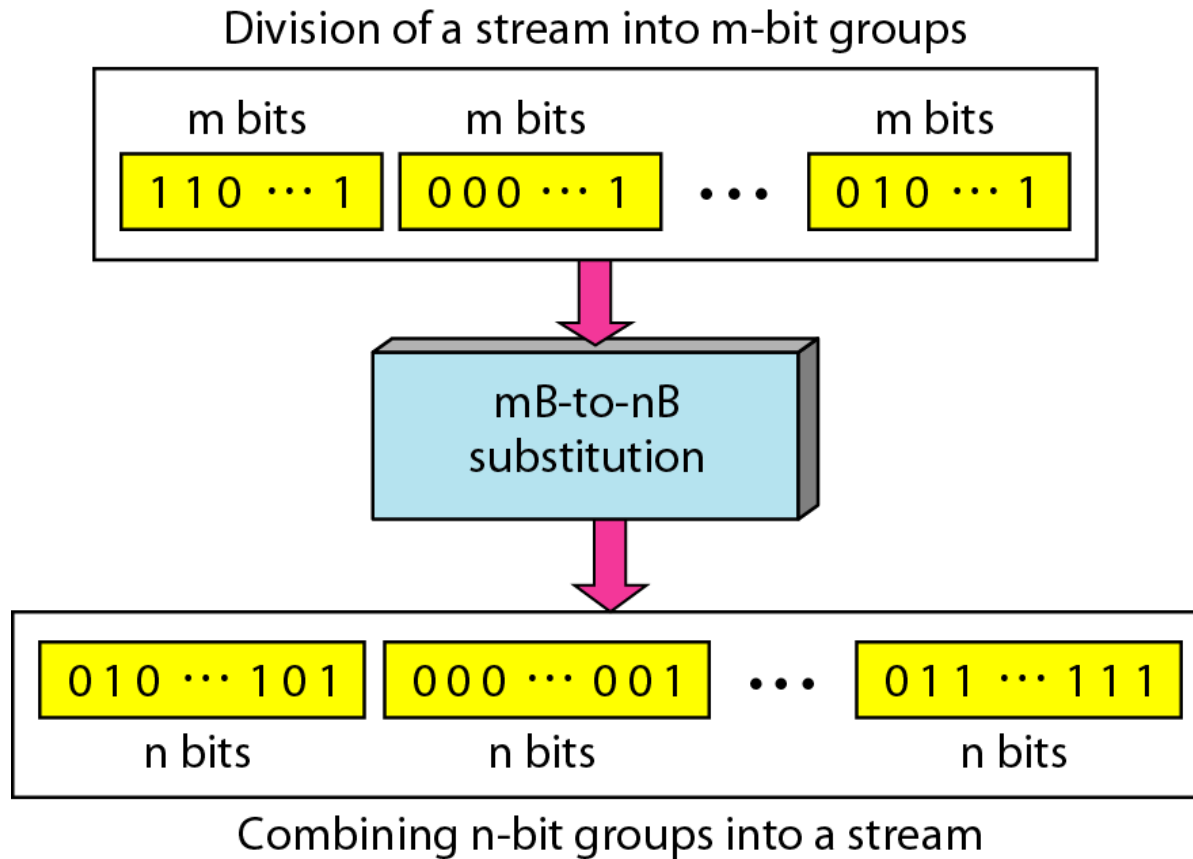 Division of a stream into m-bit groups
m bits m bits m bits
1 1 0 ··· 1 0 0 0 ··· 1 ··· 0 1 0 ··· 1
mB-to-nB
substitution
0 1 0 ··· 1 0 1 0 0 0 ··· 0 0 1 ··· 0 1 1 ··· 1 1 1
n bits n bits n bits
Combining n-bit groups into a stream